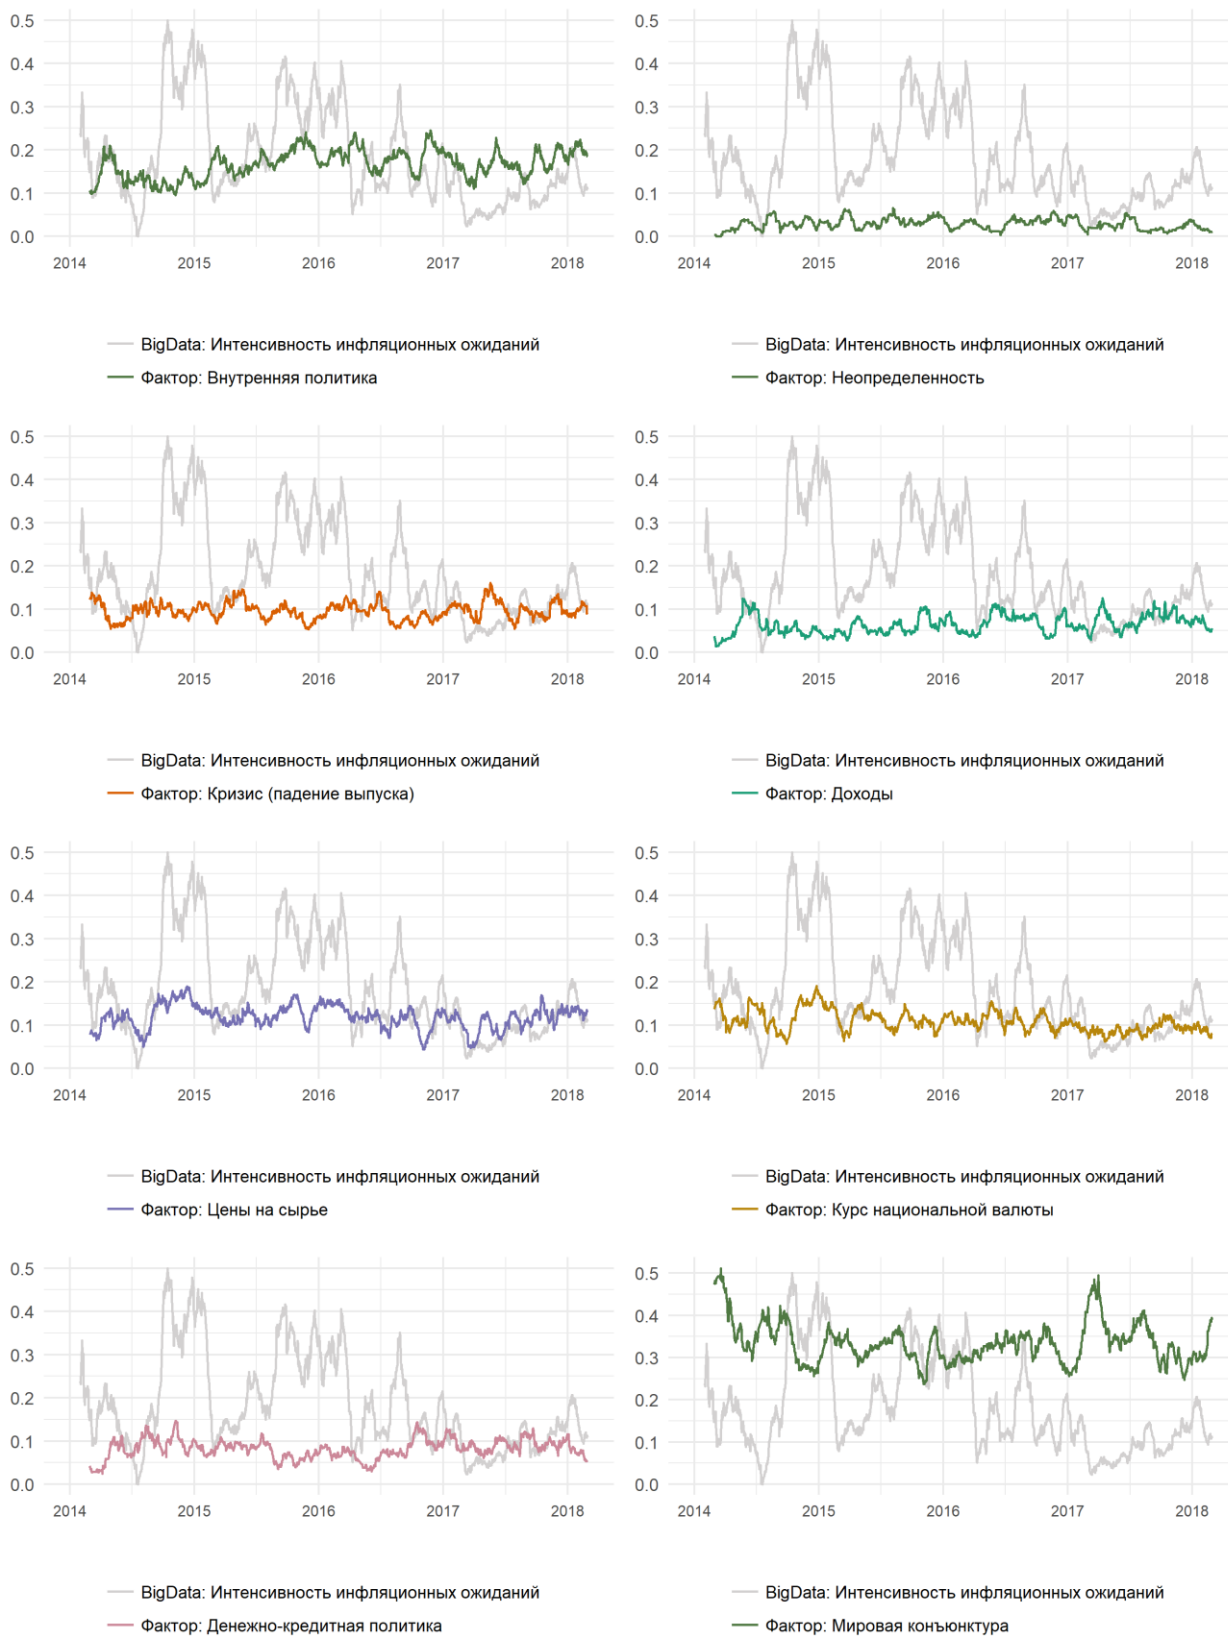 0.5
0.4
0.3
0.2
0.1
0.0
2014 2015 2016 2017 2018
BigData: Интенсивность инфляционных ожиданий
Фактор: Внутренняя политика
0.5
0.4
0.3
0.2
0.1
0.0
2014 2015 2016 2017 2018
BigData: Интенсивность инфляционных ожиданий
Фактор: Неопределенность
0.5
0.4
0.3
0.2
0.1
0.0
2014 2015 2016 2017 2018
BigData: Интенсивность инфляционных ожиданий
Фактор: Кризис (падение выпуска)
0.5
0.4
0.3
0.2
0.1
0.0
2014 2015 2016 2017 2018
BigData: Интенсивность инфляционных ожиданий
Фактор: Доходы
0.5
0.4
0.3
0.2
0.1
0.0
2014 2015 2016 2017 2018
BigData: Интенсивность инфляционных ожиданий
Фактор: Цены на сырье
0.5
0.4
0.3
0.2
0.1
0.0
2014 2015 2016 2017 2018
BigData: Интенсивность инфляционных ожиданий
Фактор: Курс национальной валюты
0.5
0.4
0.3
0.2
0.1
0.0
2014 2015 2016 2017 2018
BigData: Интенсивность инфляционных ожиданий
Фактор: Денежно-кредитная политика
0.5
0.4
0.3
0.2
0.1
0.0
2014 2015 2016 2017 2018
BigData: Интенсивность инфляционных ожиданий
Фактор: Мировая конъюнктура